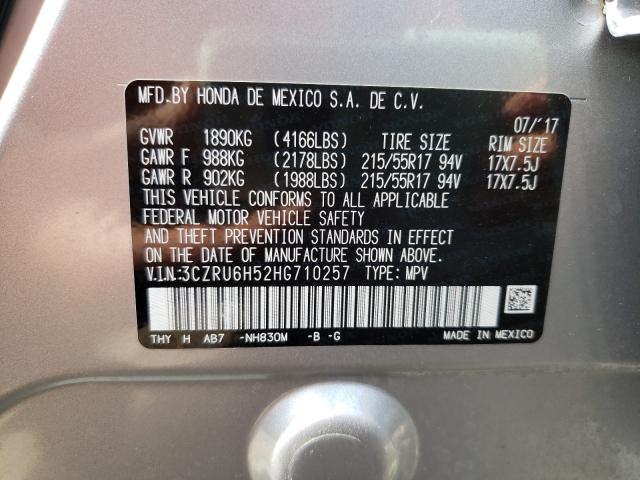 MFD.BY HONDA DE MEXICO S.A. DE C.V.
07/'17
GVWR 1890KG (4166LBS) TIRE SIZE RIM SIZE
GAWR F 988KG (2178LBS) 215/55R17 94V 17X7.5J
GAWR R 902KG (1988LBS) 215/55R17 94V 17X7.5J
THIS VEHICLE CONFORMS TO ALL APPLICABLE
FEDERAL MOTOR VEHICLE SAFETY
AND THEFT PREVENTION STANDARDS IN EFFECT
ON THE DATE OF MANUFACTURE SHOWN ABOVE.
V.I.N.:3CZRU6H52HG710257 TYPE: MPV
THY H AB7 -NH830M -B -G MADE IN MEXICO